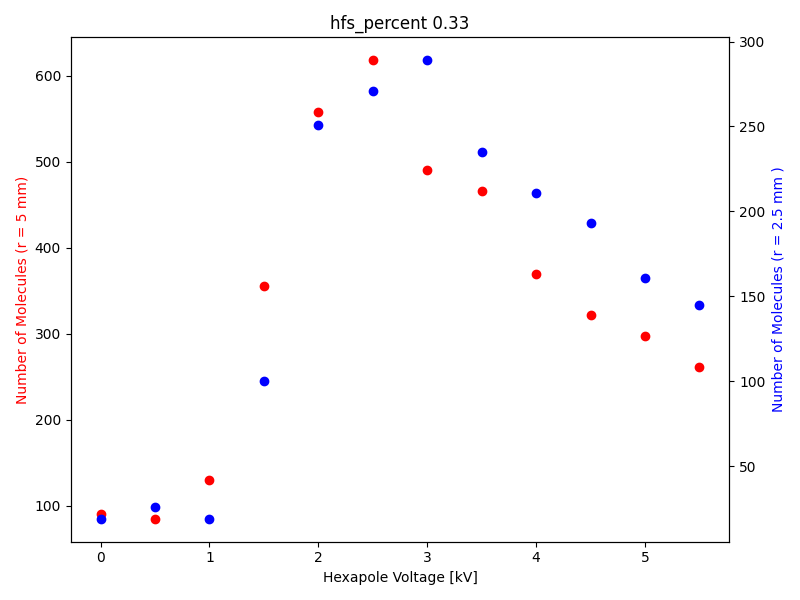 hfs_percent 0.33
Number of Molecules (r = 5 mm)
600
500
400
300
200
100
300
250
200
150
100
50
Number of Molecules (r = 2.5 mm )
0 1 2 3 4 5
Hexapole Voltage [kV]